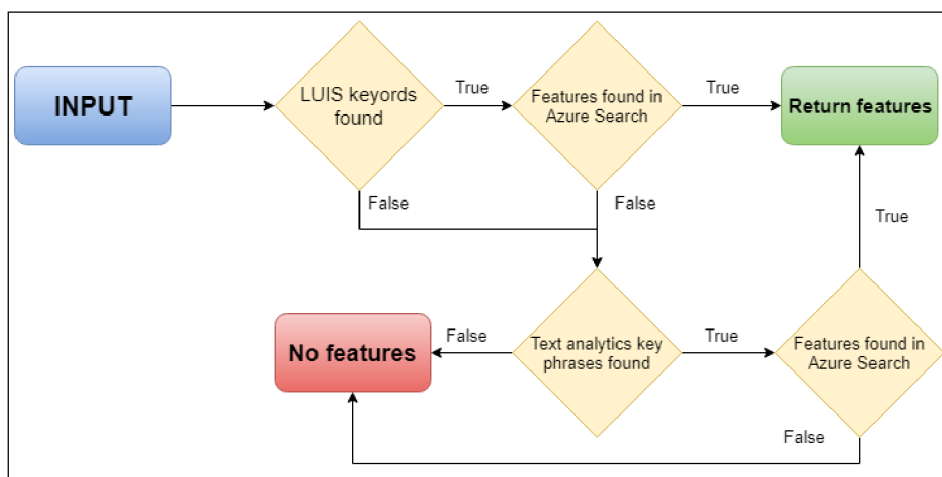 INPUT
LUIS keyords
found
True
Features found in
Azure Search
True
Return features
False
False
True
No features
False
Text analytics key
phrases found
True
Features found in
Azure Search
False